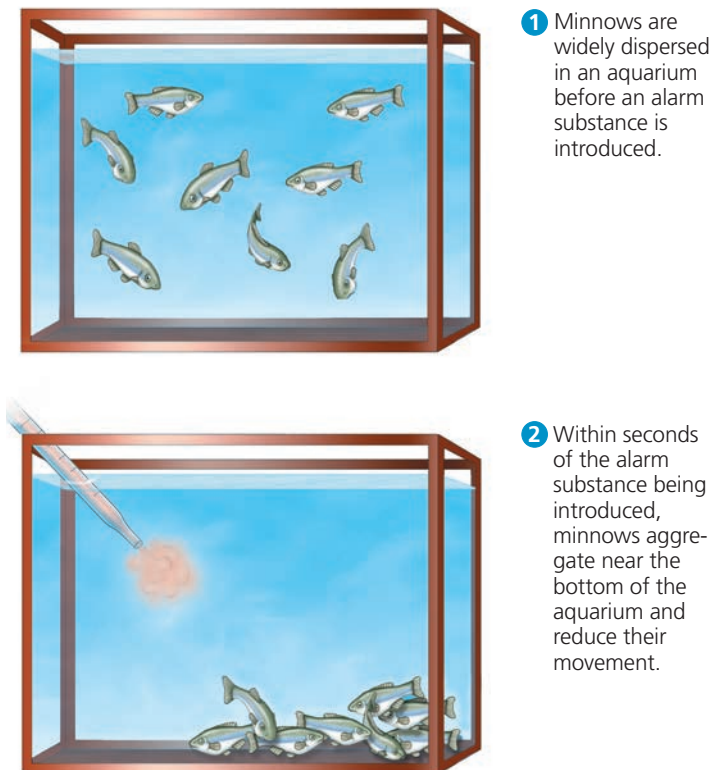 1 Minnows are
widely dispersed
in an aquarium
before an alarm
substance is
introduced.
2 Within seconds
of the alarm
substance being
introduced,
minnows aggre-
gate near the
bottom of the
aquarium and
reduce their
movement.